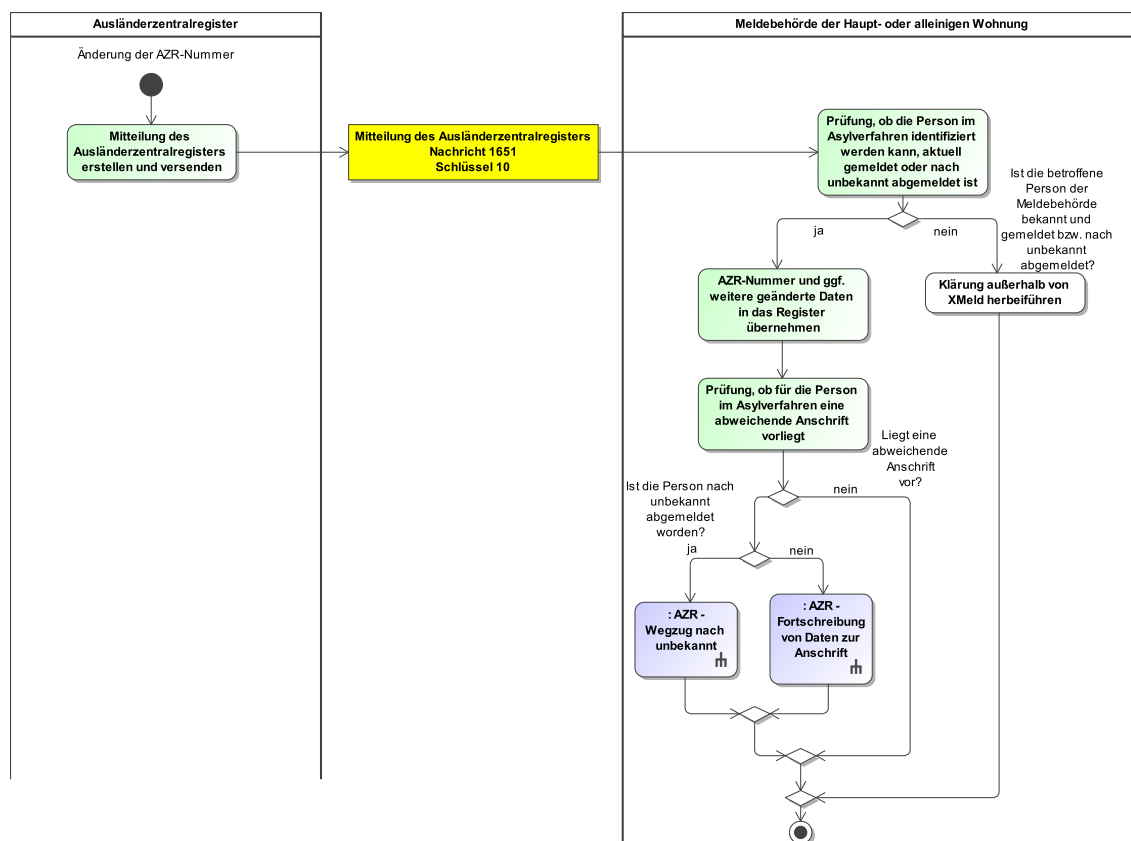 Ausländerzentralregister
Meldebehörde der Haupt- oder alleinigen Wohnung
Änderung der AZR-Nummer
Mitteilung des
Ausländerzentralregisters
erstellen und versenden
Mitteilung des Ausländerzentralregisters
Nachricht 1651
Schlüssel 10
Prüfung, ob die Person im
Asylverfahren identifiziert
werden kann, aktuell
gemeldet oder nach
unbekannt abgemeldet ist
Ist die betroffene
Person der
Meldebehörde
bekannt und
gemeldet bzw. nach
unbekannt
abgemeldet?
ja
nein
AZR-Nummer und ggf.
weitere geänderte Daten
in das Register
übernehmen
Klärung außerhalb von
XMeld herbeiführen
Prüfung, ob für die Person
im Asylverfahren eine
abweichende Anschrift
vorliegt
Liegt eine
abweichende
Anschrift
vor?
nein
Ist die Person nach
unbekannt
abgemeldet
worden?
ja
nein
: AZR -
Wegzug nach
unbekannt
: AZR -
Fortschreibung
von Daten zur
Anschrift